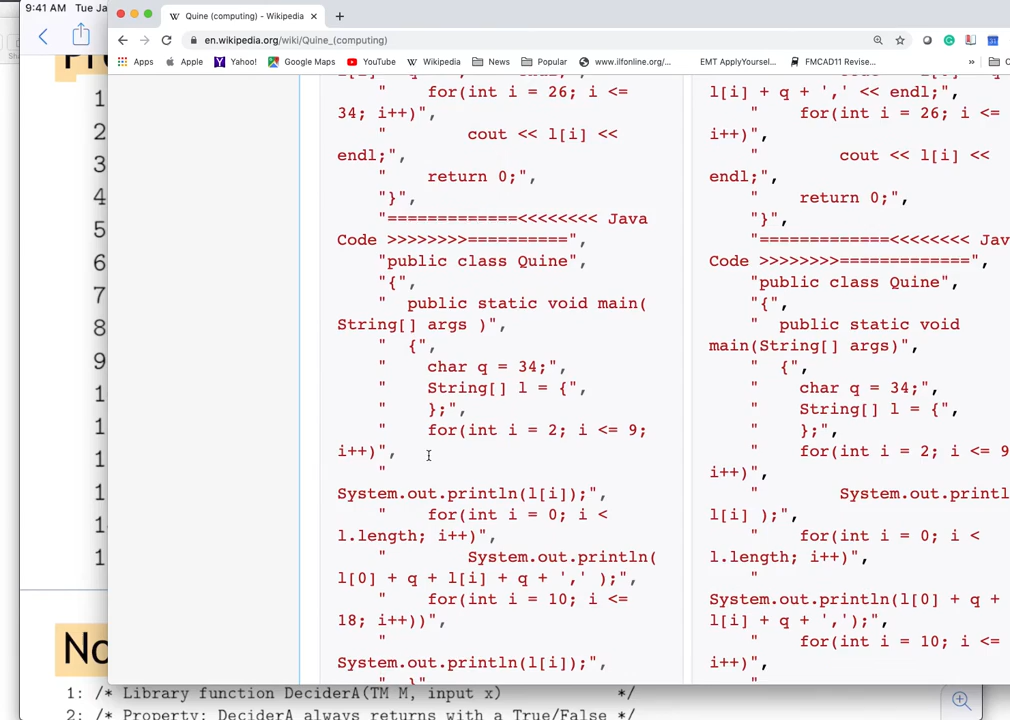 9:41 AM Tue Ja
Quine (computing) - Wikipedia
en.wikipedia.org/wiki/Quine_(computing)
Apps Apple Yahoo! Google Maps YouTube Wikipedia News Popular www.ilfonline.org/... EMT ApplyYourself... FMCAD11 Revise... »
1
2
3
4
5
6
7
8
9
1
1
1
1
1
1
No
" for(int i = 26; i <=
34; i++)",
" cout << l[i] <<
endl;",
" return 0;",
"}",
"=============<<<<<<<< Java
Code >>>>>>>>==========",
"public class Quine",
"{",
" public static void main(
String[] args )",
" {",
" char q = 34;",
" String[] l = {",
" };",
" for(int i = 2; i <= 9;
i++)",
"
System.out.println(l[i]);",
" for(int i = 0; i <
l.length; i++)",
" System.out.println(
l[0] + q + l[i] + q + ',' );",
" for(int i = 10; i <=
18; i++))",
"
System.out.println(l[i]);",
l[i] + q + ',' << endl;",
" for(int i = 26; i <=
i++)",
" cout << l[i] <<
endl;",
" return 0;",
"}",
"=============<<<<<<<< Jav
Code >>>>>>>>=============",
"public class Quine",
"{",
" public static void
main(String[] args)",
" {",
" char q = 34;",
" String[] l = {",
" };",
" for(int i = 2; i <= 9
i++)",
" System.out.printl
l[i] );",
" for(int i = 0; i <
l.length; i++)",
"
System.out.println(l[0] + q +
l[i] + q + ',');",
" for(int i = 10; i <=
i++)",
1: /* Library function DeciderA(TM M, input x) */
2: /* Property: DeciderA always returns with a True/False */